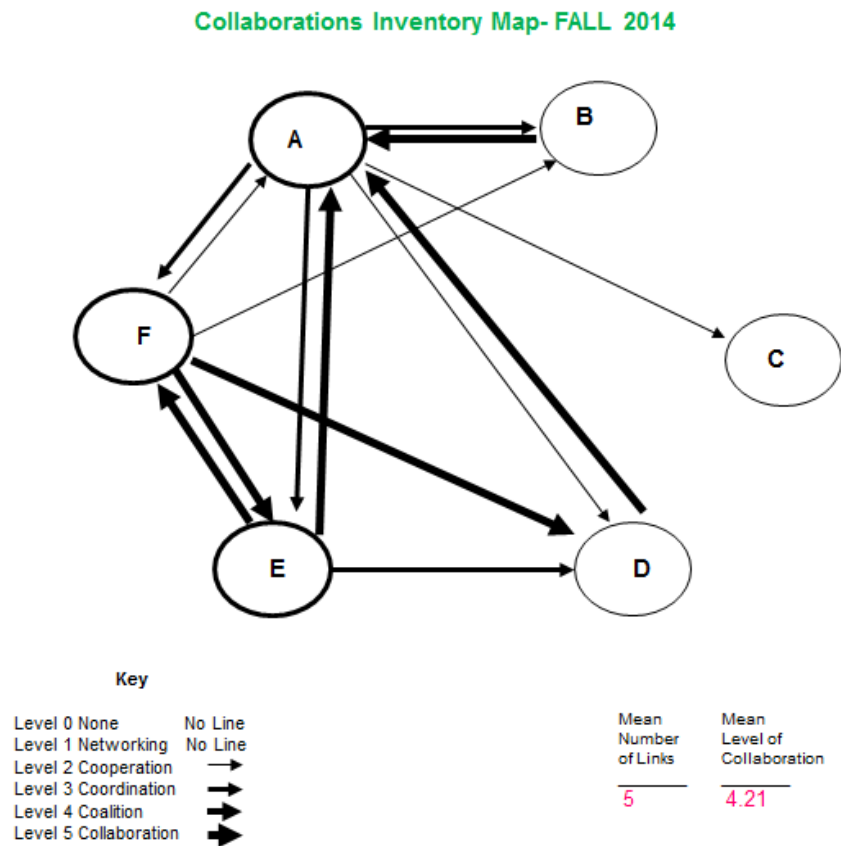 Collaborations Inventory Map- FALL 2014
A
B
F
C
E
D
Key
Level 0 None No Line
Level 1 Networking No Line
Level 2 Cooperation
Level 3 Coordination
Level 4 Coalition
Level 5 Collaboration
Mean
Number
of Links
5
Mean
Level of
Collaboration
4.21